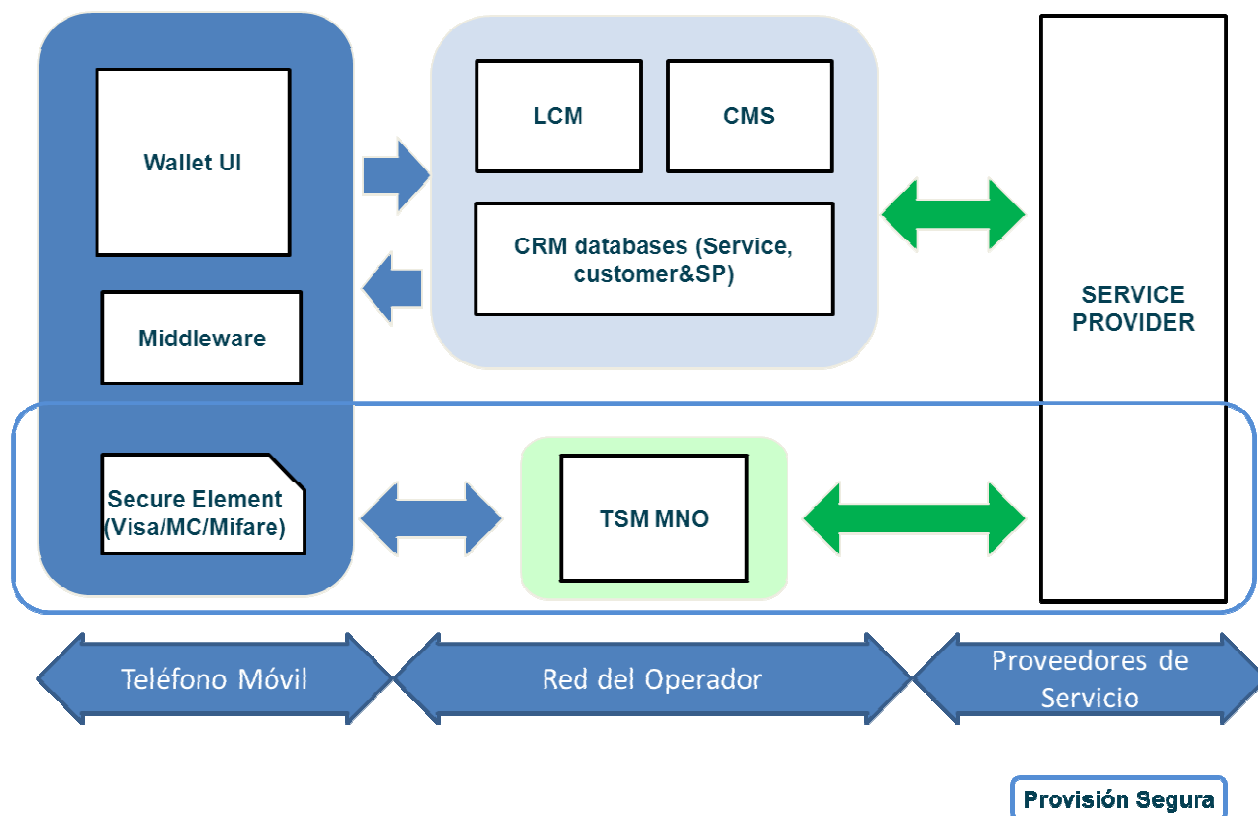 Wallet UI
LCM
CMS
CRM databases (Service,
customer&SP)
Middleware
SERVICE
PROVIDER
Secure Element
(Visa/MC/Mifare)
TSM MNO
Teléfono Móvil
Red del Operador
Proveedores de
Servicio
Provisión Segura